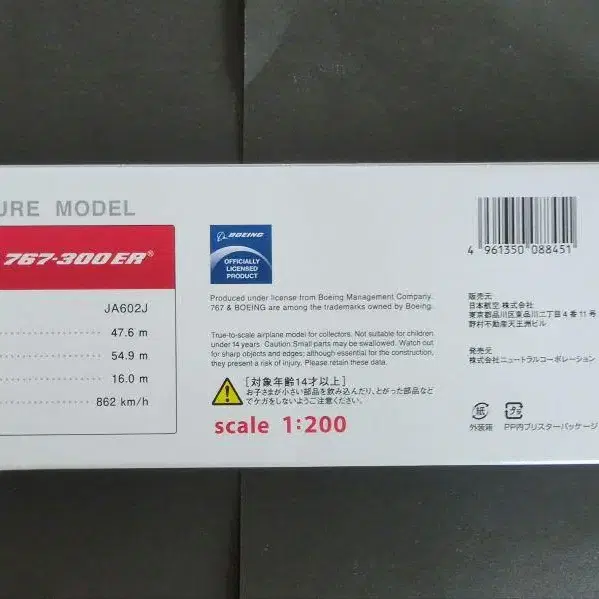 URE MODEL
767-300ER®
JA602J
47.6 m
54.9 m
16.0 m
862 km/h
BOEING
OFFICIALLY
LICENSED
PRODUCT
Produced under license from Boeing Management Company.
767 & BOEING are among the trademarks owned by Boeing.
True-to-scale airplane model for collectors. Not suitable for children
under 14 years. Caution.Small parts may be swallowed. Watch out
for sharp objects and edges; although essential for the construction,
they present a risk of injury. Please retain packaging.
[対象年齢14才以上]
お子さまが小さい部品を飲み込んだり、とがった部品など
でケガをしないようご注意ください。
scale 1:200
4 961350 088451
販売元
日本航空 株式会社
東京都品川区東品川二丁目4番11号
野村不動産天王洲ビル
発売元
株式会社ニュートラルコーポレーション
紙
プラ
外装箱
PP内ブリスターパッケージ